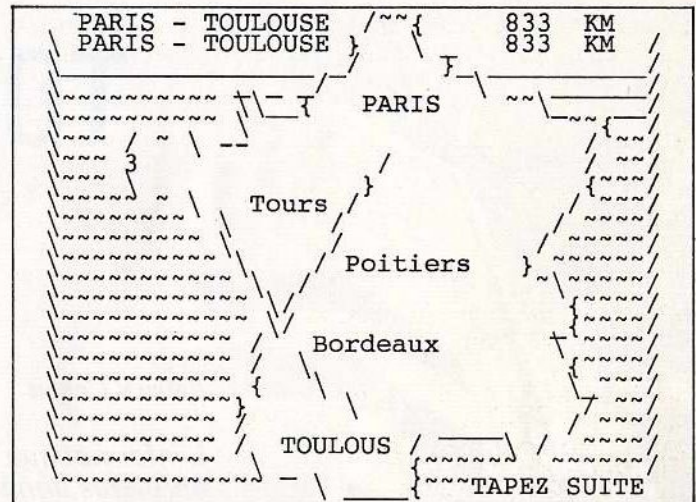 PARIS - TOULOUSE 833 KM
PARIS - TOULOUSE 833 KM
PARIS
Tours
Poitiers
Bordeaux
TOULOUS
TAPEZ SUITE